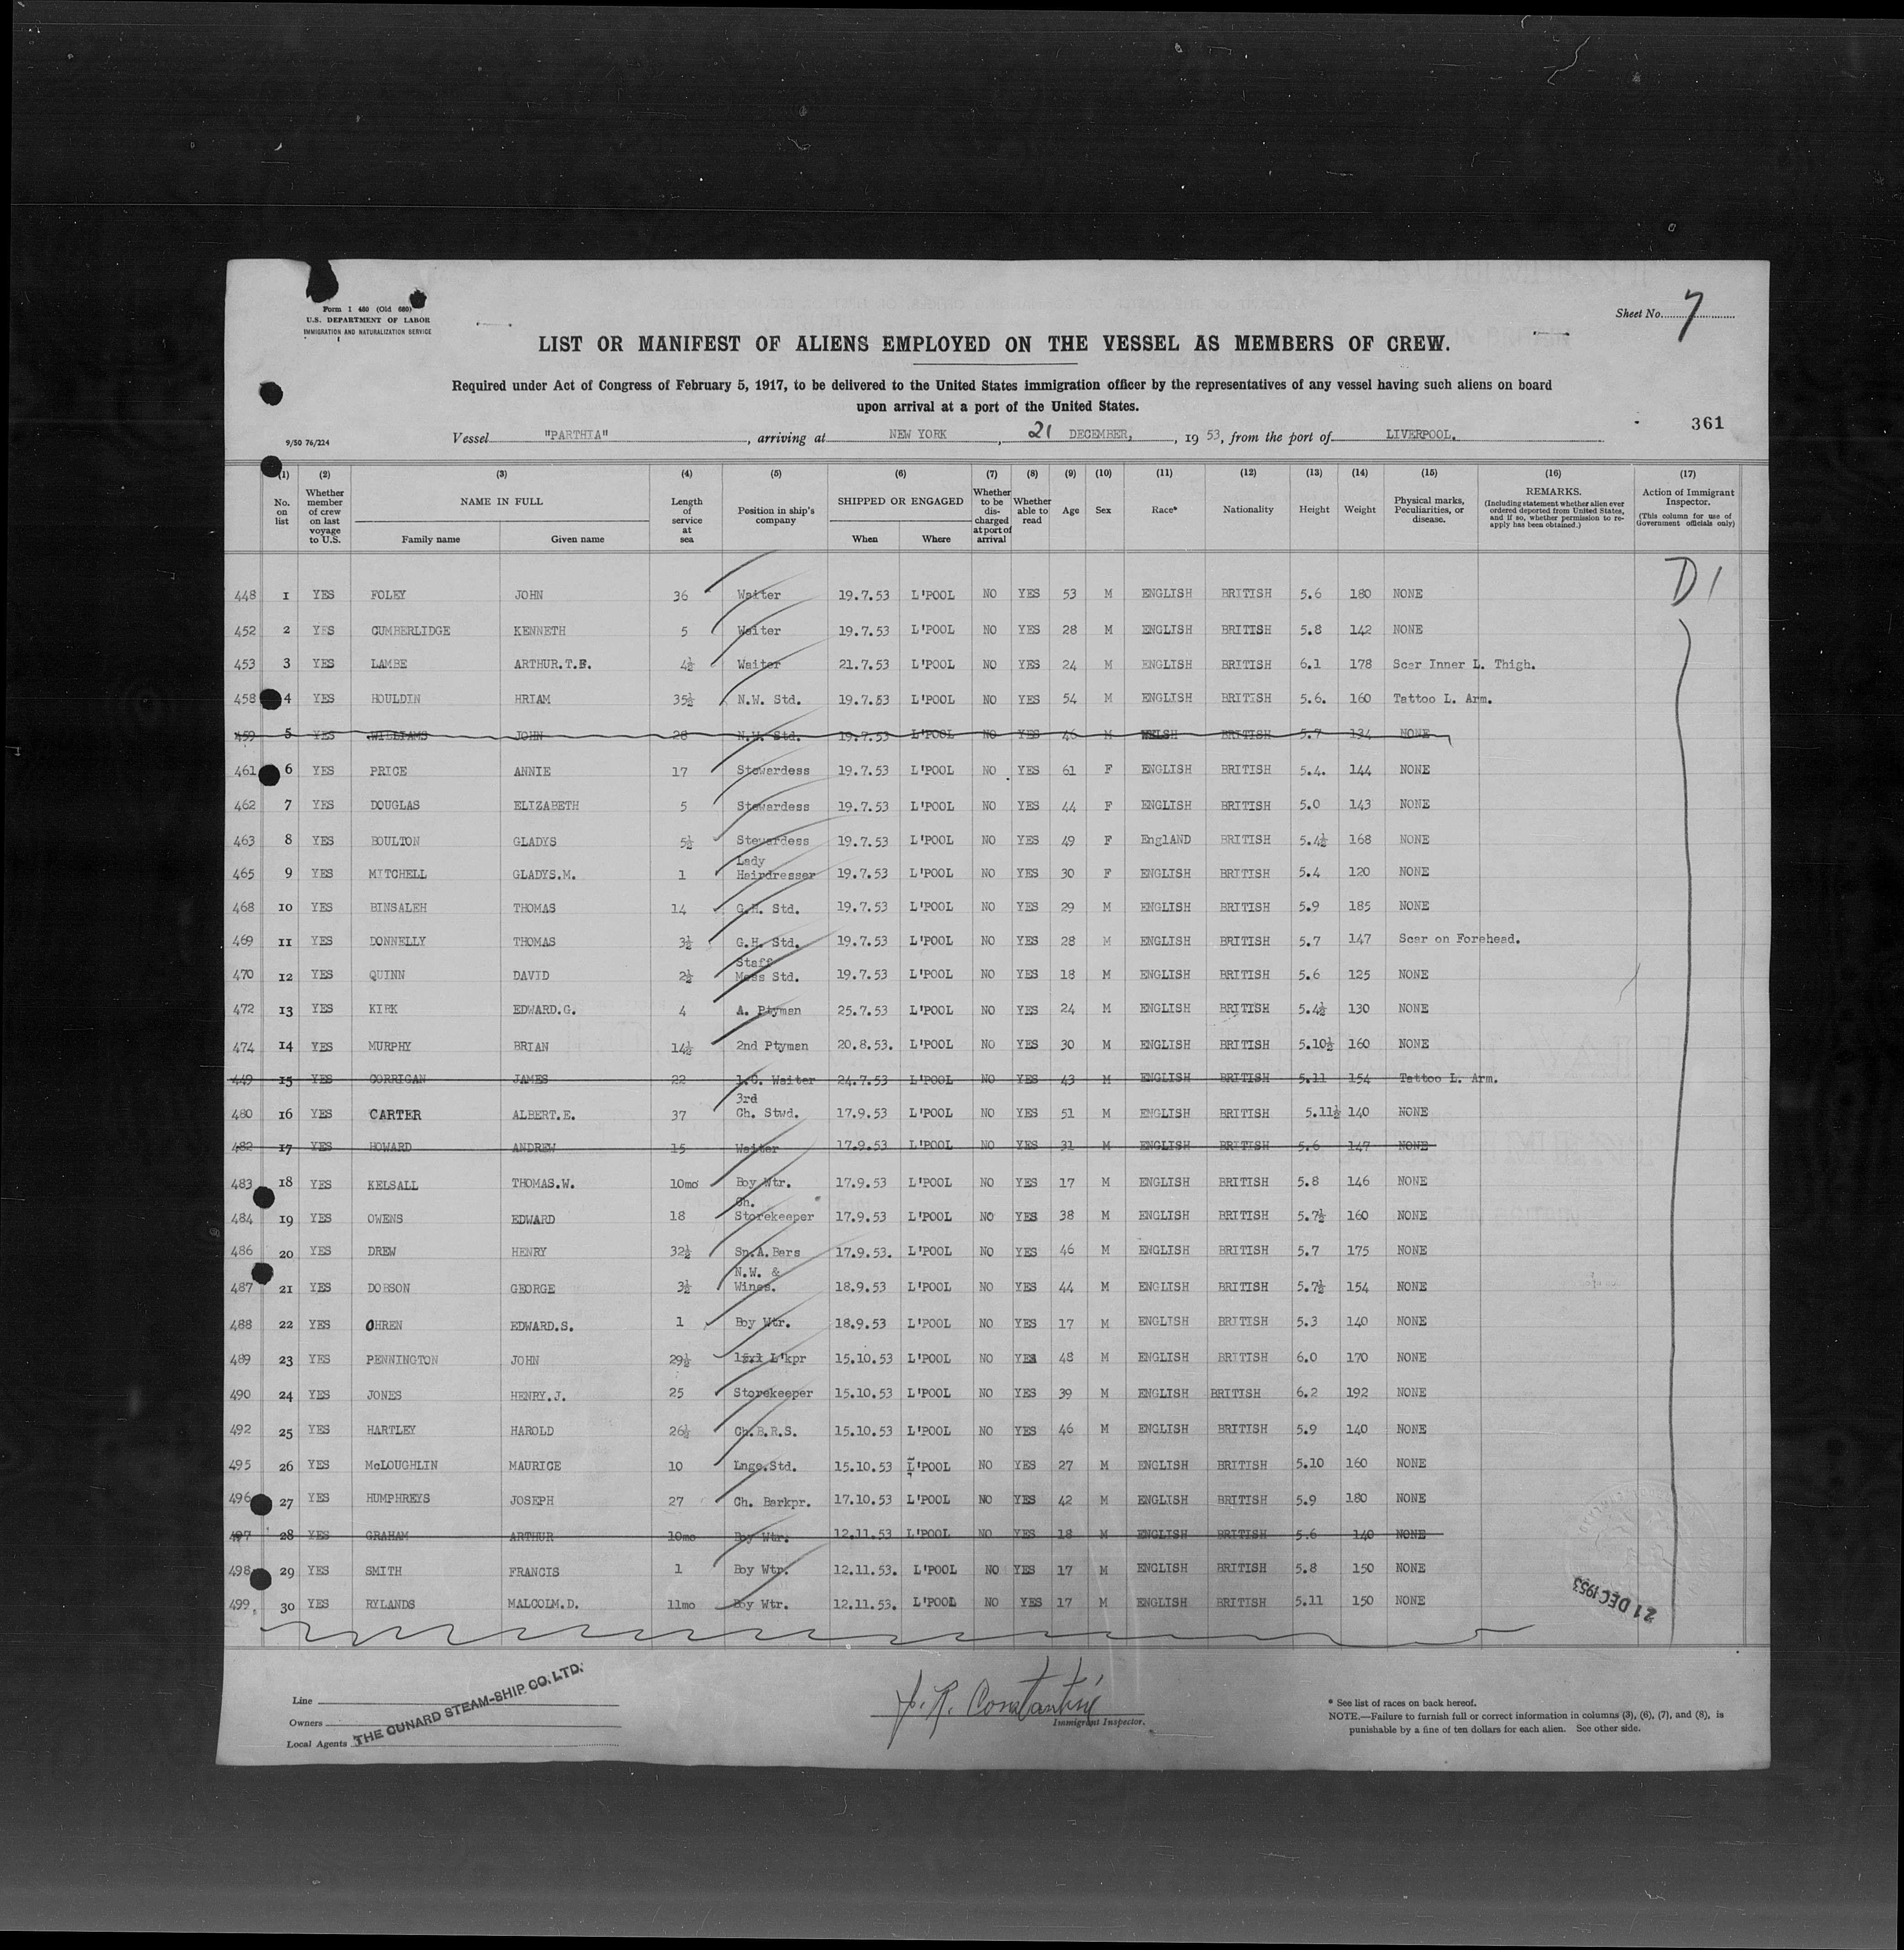 Form I 480 (Old 680)
U.S. DEPARTMENT OF LABOR
IMMIGRATION AND NATURALIZATION SERVICE
Sheet No. 7
LIST OR MANIFEST OF ALIENS EMPLOYED ON THE VESSEL AS MEMBERS OF CREW.
Required under Act of Congress of February 5, 1917, to be delivered to the United States immigration officer by the representatives of any vessel having such aliens on board
upon arrival at a port of the United States.
361
9/50 76/224
Vessel "PARTHIA", arriving at NEW YORK, 21 DECEMBER, 1953, from the port of LIVERPOOL.
(1) (2) (3) (4) (5) (6) (7) (8) (9) (10) (11) (12) (13) (14) (15) (16) (17)
No. on list
Whether member of crew on last voyage to U.S.
NAME IN FULL
Family name
Given name
Length of service at sea
Position in ship's company
SHIPPED OR ENGAGED
When
Where
Whether to be discharged at port of arrival
Whether able to read
Age
Sex
Race*
Nationality
Height
Weight
Physical marks, Peculiarities, or disease.
REMARKS.
(Including statement whether alien ever ordered deported from United States, and if so, whether permission to re-apply has been obtained.)
Action of Immigrant Inspector.
(This column for use of Government officials only)
D1
448 1 YES FOLEY JOHN 36 Waiter 19.7.53 L'POOL NO YES 53 M ENGLISH BRITISH 5.6 180 NONE
452 2 YES CUMBERLIDGE KENNETH 5 Waiter 19.7.53 L'POOL NO YES 28 M ENGLISH BRITISH 5.8 142 NONE
453 3 YES LAMBE ARTHUR.T.F. 4½ Waiter 21.7.53 L'POOL NO YES 24 M ENGLISH BRITISH 6.1 178 Scar Inner L. Thigh.
458 4 YES HOULDIN HRIAM 35½ N.W. Std. 19.7.53 L'POOL NO YES 54 M ENGLISH BRITISH 5.6. 160 Tattoo L. Arm.
459 5 YES WILLIAMS JOHN 28 N.W. Std. 19.7.53 L'POOL NO YES 46 M WELSH BRITISH 5.7 134 NONE
461 6 YES PRICE ANNIE 17 Stewardess 19.7.53 L'POOL NO YES 61 F ENGLISH BRITISH 5.4. 144 NONE
462 7 YES DOUGLAS ELIZABETH 5 Stewardess 19.7.53 L'POOL NO YES 44 F ENGLISH BRITISH 5.0 143 NONE
463 8 YES BOULTON GLADYS 5½ Stewardess 19.7.53 L'POOL NO YES 49 F EnglAND BRITISH 5.4½ 168 NONE
465 9 YES MITCHELL GLADYS.M. 1 Lady Hairdresser 19.7.53 L'POOL NO YES 30 F ENGLISH BRITISH 5.4 120 NONE
468 10 YES BINSALEH THOMAS 14 G.H. Std. 19.7.53 L'POOL NO YES 29 M ENGLISH BRITISH 5.9 185 NONE
469 11 YES DONNELLY THOMAS 3½ G.H. Std. 19.7.53 L'POOL NO YES 28 M ENGLISH BRITISH 5.7 147 Scar on Forehead.
470 12 YES QUINN DAVID 2½ Staff Mess Std. 19.7.53 L'POOL NO YES 18 M ENGLISH BRITISH 5.6 125 NONE
472 13 YES KIRK EDWARD.G. 4 A. Ptyman 25.7.53 L'POOL NO YES 24 M ENGLISH BRITISH 5.4½ 130 NONE
474 14 YES MURPHY BRIAN 14½ 2nd Ptyman 20.8.53. L'POOL NO YES 30 M ENGLISH BRITISH 5.10½ 160 NONE
449 15 YES CORRIGAN JAMES 22 1.C. Waiter 24.7.53 L'POOL NO YES 43 M ENGLISH BRITISH 5.11 154 Tattoo L. Arm.
480 16 YES CARTER ALBERT.E. 37 3rd Ch. Stwd. 17.9.53 L'POOL NO YES 51 M ENGLISH BRITISH 5.11½ 140 NONE
482 17 YES HOWARD ANDREW 15 Waiter 17.9.53 L'POOL NO YES 31 M ENGLISH BRITISH 5.6 147 NONE
483 18 YES KELSALL THOMAS.W. 10mo Boy Wtr. 17.9.53 L'POOL NO YES 17 M ENGLISH BRITISH 5.8 146 NONE
484 19 YES OWENS EDWARD 18 Ch. Storekeeper 17.9.53 L'POOL NO YES 38 M ENGLISH BRITISH 5.7½ 160 NONE
486 20 YES DREW HENRY 32½ Sn.A.Bers 17.9.53. L'POOL NO YES 46 M ENGLISH BRITISH 5.7 175 NONE
487 21 YES DOBSON GEORGE 3½ N.W. & Wines. 18.9.53 L'POOL NO YES 44 M ENGLISH BRITISH 5.7½ 154 NONE
488 22 YES OHREN EDWARD.S. 1 Boy Wtr. 18.9.53 L'POOL NO YES 17 M ENGLISH BRITISH 5.3 140 NONE
489 23 YES PENNINGTON JOHN 29½ L'kpr 15.10.53 L'POOL NO YES 48 M ENGLISH BRITISH 6.0 170 NONE
490 24 YES JONES HENRY.J. 25 Storekeeper 15.10.53 L'POOL NO YES 39 M ENGLISH BRITISH 6.2 192 NONE
492 25 YES HARTLEY HAROLD 26½ Ch.B.R.S. 15.10.53 L'POOL NO YES 46 M ENGLISH BRITISH 5.9 140 NONE
495 26 YES McLOUGHLIN MAURICE 10 Lnge.Std. 15.10.53 L'POOL NO YES 27 M ENGLISH BRITISH 5.10 160 NONE
496 27 YES HUMPHREYS JOSEPH 27 Ch. Barkpr. 17.10.53 L'POOL NO YES 42 M ENGLISH BRITISH 5.9 180 NONE
497 28 YES GRAHAM ARTHUR 10mo Boy Wtr. 12.11.53 L'POOL NO YES 18 M ENGLISH BRITISH 5.6 140 NONE
498 29 YES SMITH FRANCIS 1 Boy Wtr. 12.11.53. L'POOL NO YES 17 M ENGLISH BRITISH 5.8 150 NONE
499 30 YES RYLANDS MALCOLM.D. 11mo Boy Wtr. 12.11.53. L'POOL NO YES 17 M ENGLISH BRITISH 5.11 150 NONE
21 DEC 1953
Line
Owners
Local Agents
THE CUNARD STEAM-SHIP CO. LTD.
J. R. Constantine
Immigrant Inspector.
* See list of races on back hereof.
NOTE.—Failure to furnish full or correct information in columns (3), (6), (7), and (8), is
punishable by a fine of ten dollars for each alien. See other side.